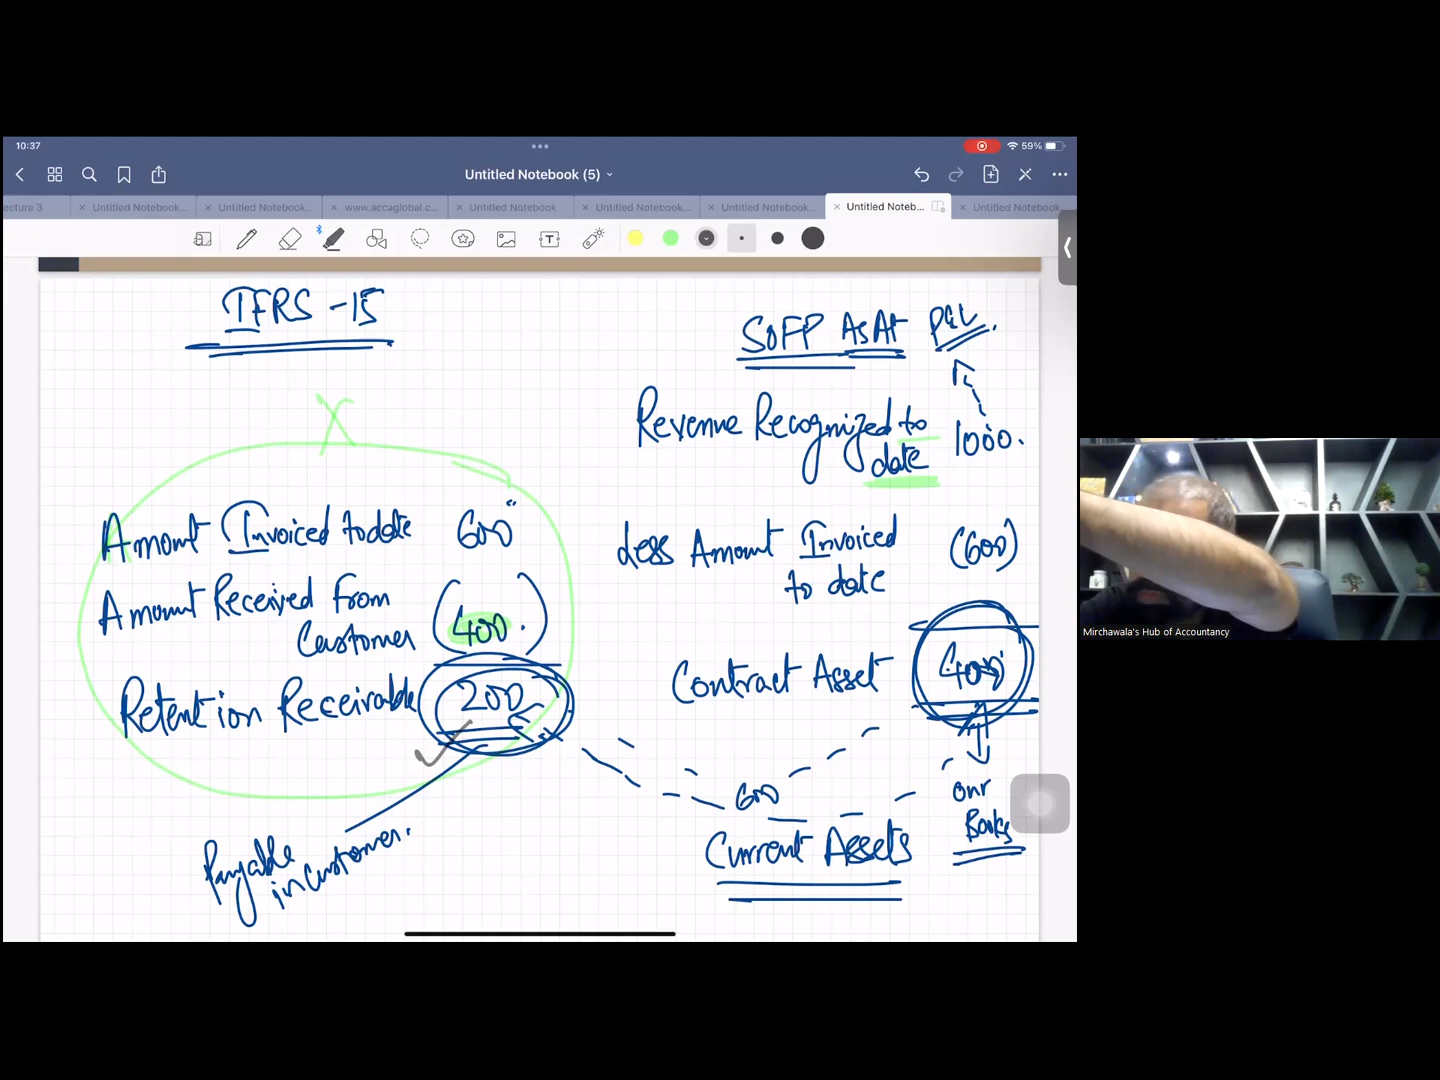 10:37
59%
Untitled Notebook (5)
ecture 3
Untitled Notebook...
Untitled Notebook...
www.accaglobal.c...
Untitled Notebook
Untitled Notebook...
Untitled Notebook...
Untitled Noteb...
Untitled Notebook
IFRS -15
SOFP As At P&L.
Revenue Recognized to date 1000.
X
Amount Invoiced to date 600
Amount Received From Customer (400.)
Retention Receivable 200
Payable in customer.
Less Amount Invoiced to date (600)
Contract Asset 400
our Books
600
Current Assets
Mirchawala's Hub of Accountancy